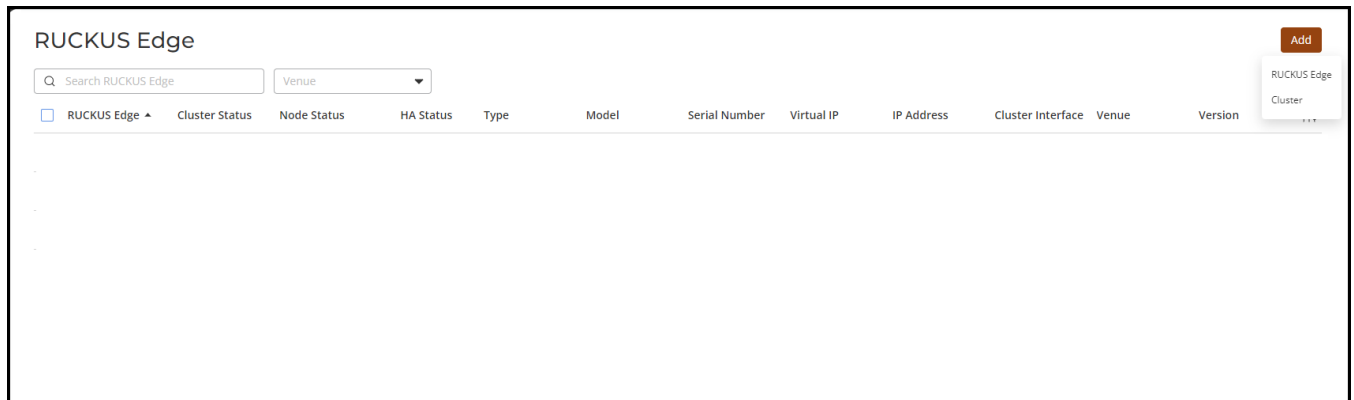 RUCKUS Edge
Add
Search RUCKUS Edge
Venue
RUCKUS Edge
Cluster
RUCKUS Edge Cluster Status Node Status HA Status Type Model Serial Number Virtual IP IP Address Cluster Interface Venue Version